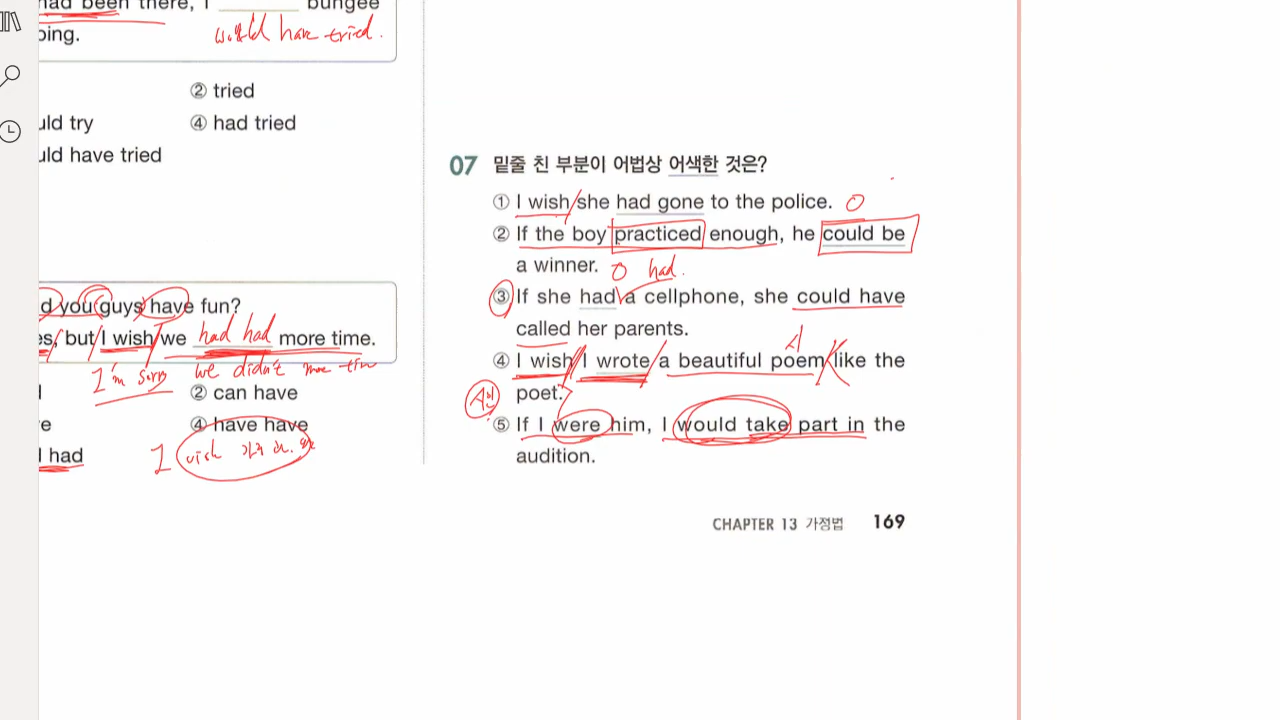 had been there, I ________ bungee
ping.
would have tried.
② tried
uld try
④ had tried
uld have tried
d you guys have fun?
es, but I wish we had had more time.
I'm sorry we didn't
② can have
e
④ have have
I had
I wish
07 밑줄 친 부분이 어법상 어색한 것은?
① I wish she had gone to the police. O
② If the boy practiced enough, he could be
a winner. O had.
③ If she had a cellphone, she could have
called her parents.
④ I wish I wrote a beautiful poem like the
poet.
⑤ If I were him, I would take part in the
audition.
CHAPTER 13 가정법 169